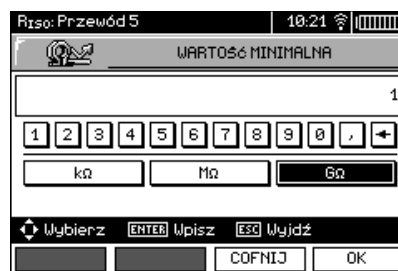 RISO: Przewód 5 10:21
WARTOŚĆ MINIMALNA
1
1 2 3 4 5 6 7 8 9 0 , ←
kΩ MΩ GΩ
Wybierz ENTER Wpisz ESC Wyjdź
COFNIJ OK